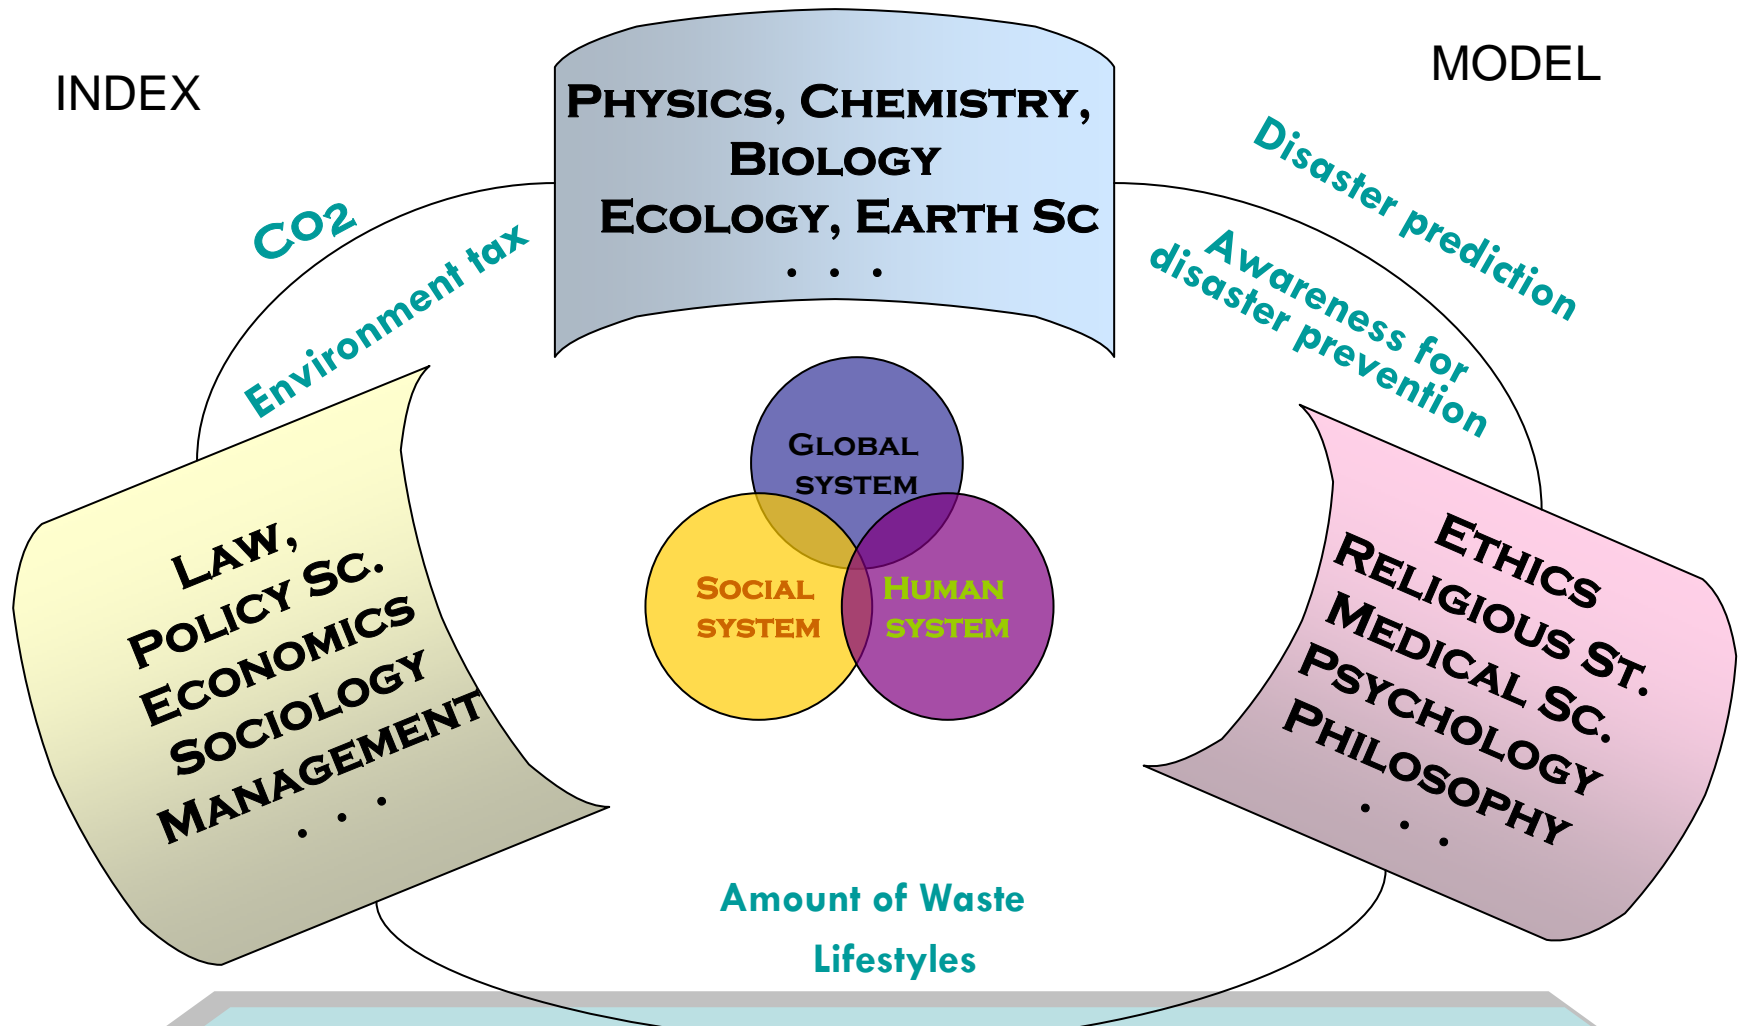 INDEX
MODEL
Physics, Chemistry,
Biology
Ecology, Earth Sc
. . .
Co2
Environment tax
Disaster prediction
Awareness for
disaster prevention
Global
system
Social
system
Human
system
Law,
Policy Sc.
Economics
Sociology
Management
. . .
Ethics
Religious St.
Medical Sc.
Psychology
Philosophy
. . .
Amount of Waste
Lifestyles